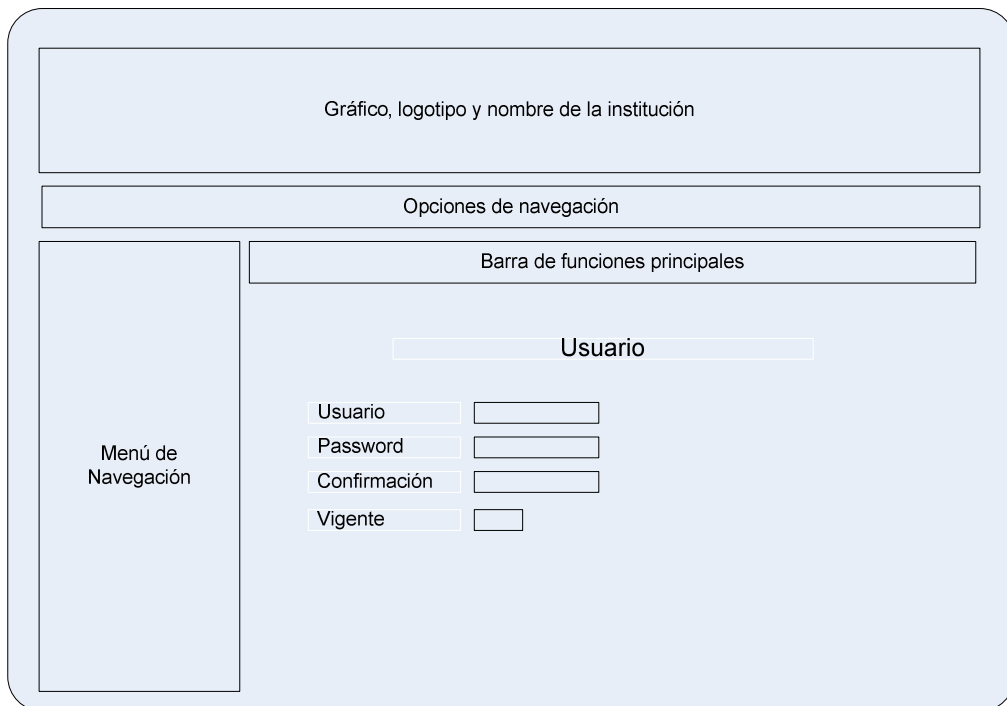 Gráfico, logotipo y nombre de la institución
Opciones de navegación
Barra de funciones principales
Menú de
Navegación
Usuario
Usuario
Password
Confirmación
Vigente